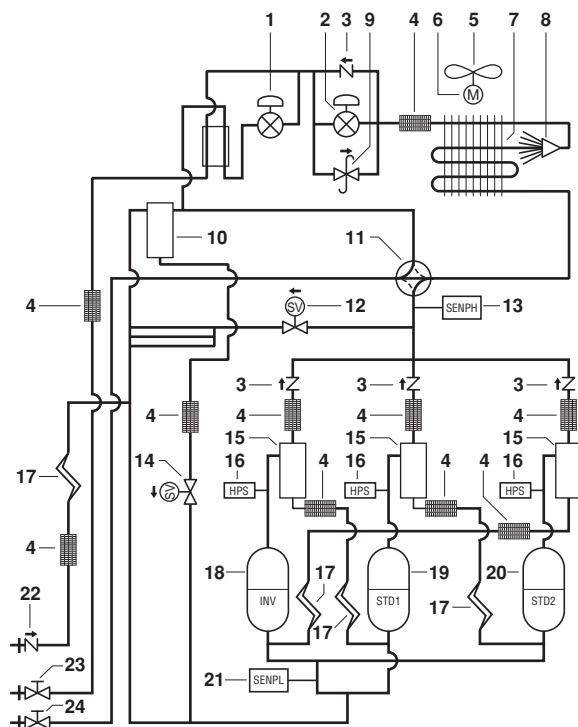 1 2 3 9 4 6 5 7 8
M
10 11
4 SV 12 SENPH 13
3 3 3
4 4 4 4
15 15 15
14 SV 16 HPS 4 16 HPS 4 4 16 HPS
17
4
18 INV 17 17 STD1 19 17 20 STD2
22
21 SENPL
23
24